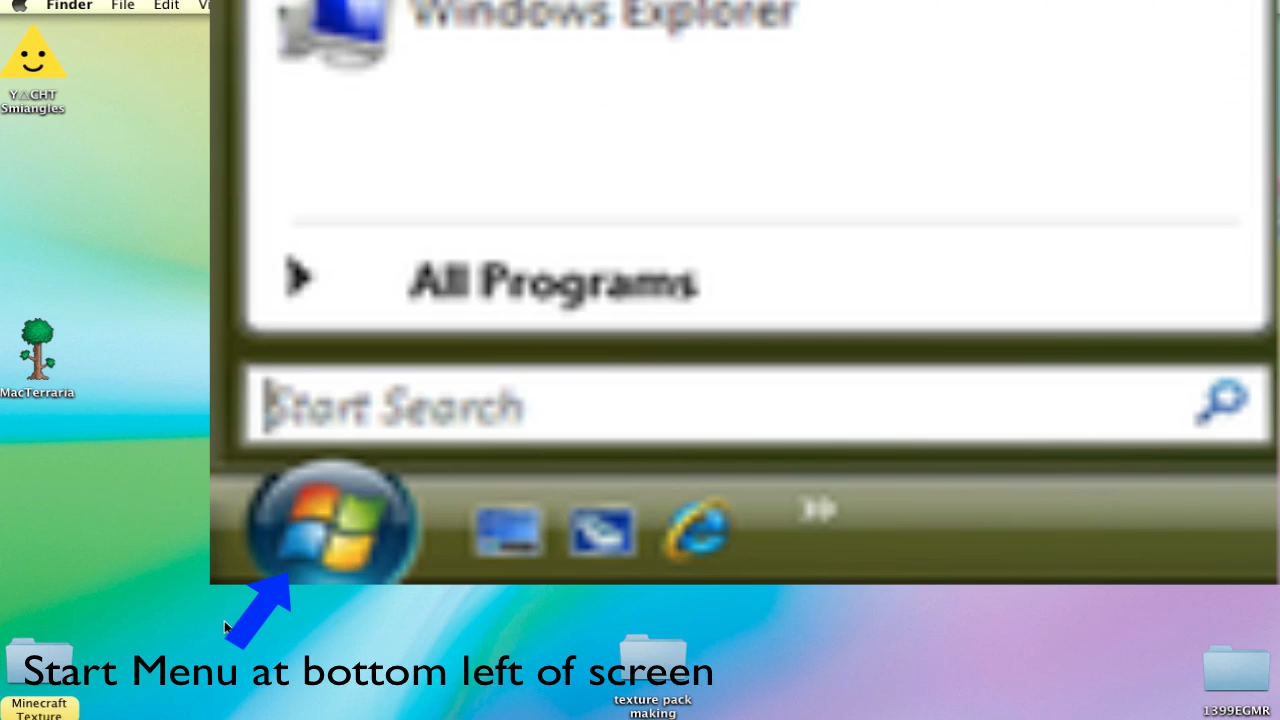 Finder File Edit
Windows Explorer
Y△CHT
Smiangles
All Programs
MacTerraria
Start Search
Start Menu at bottom left of screen
Minecraft
Texture
texture pack
making
1399EGMR